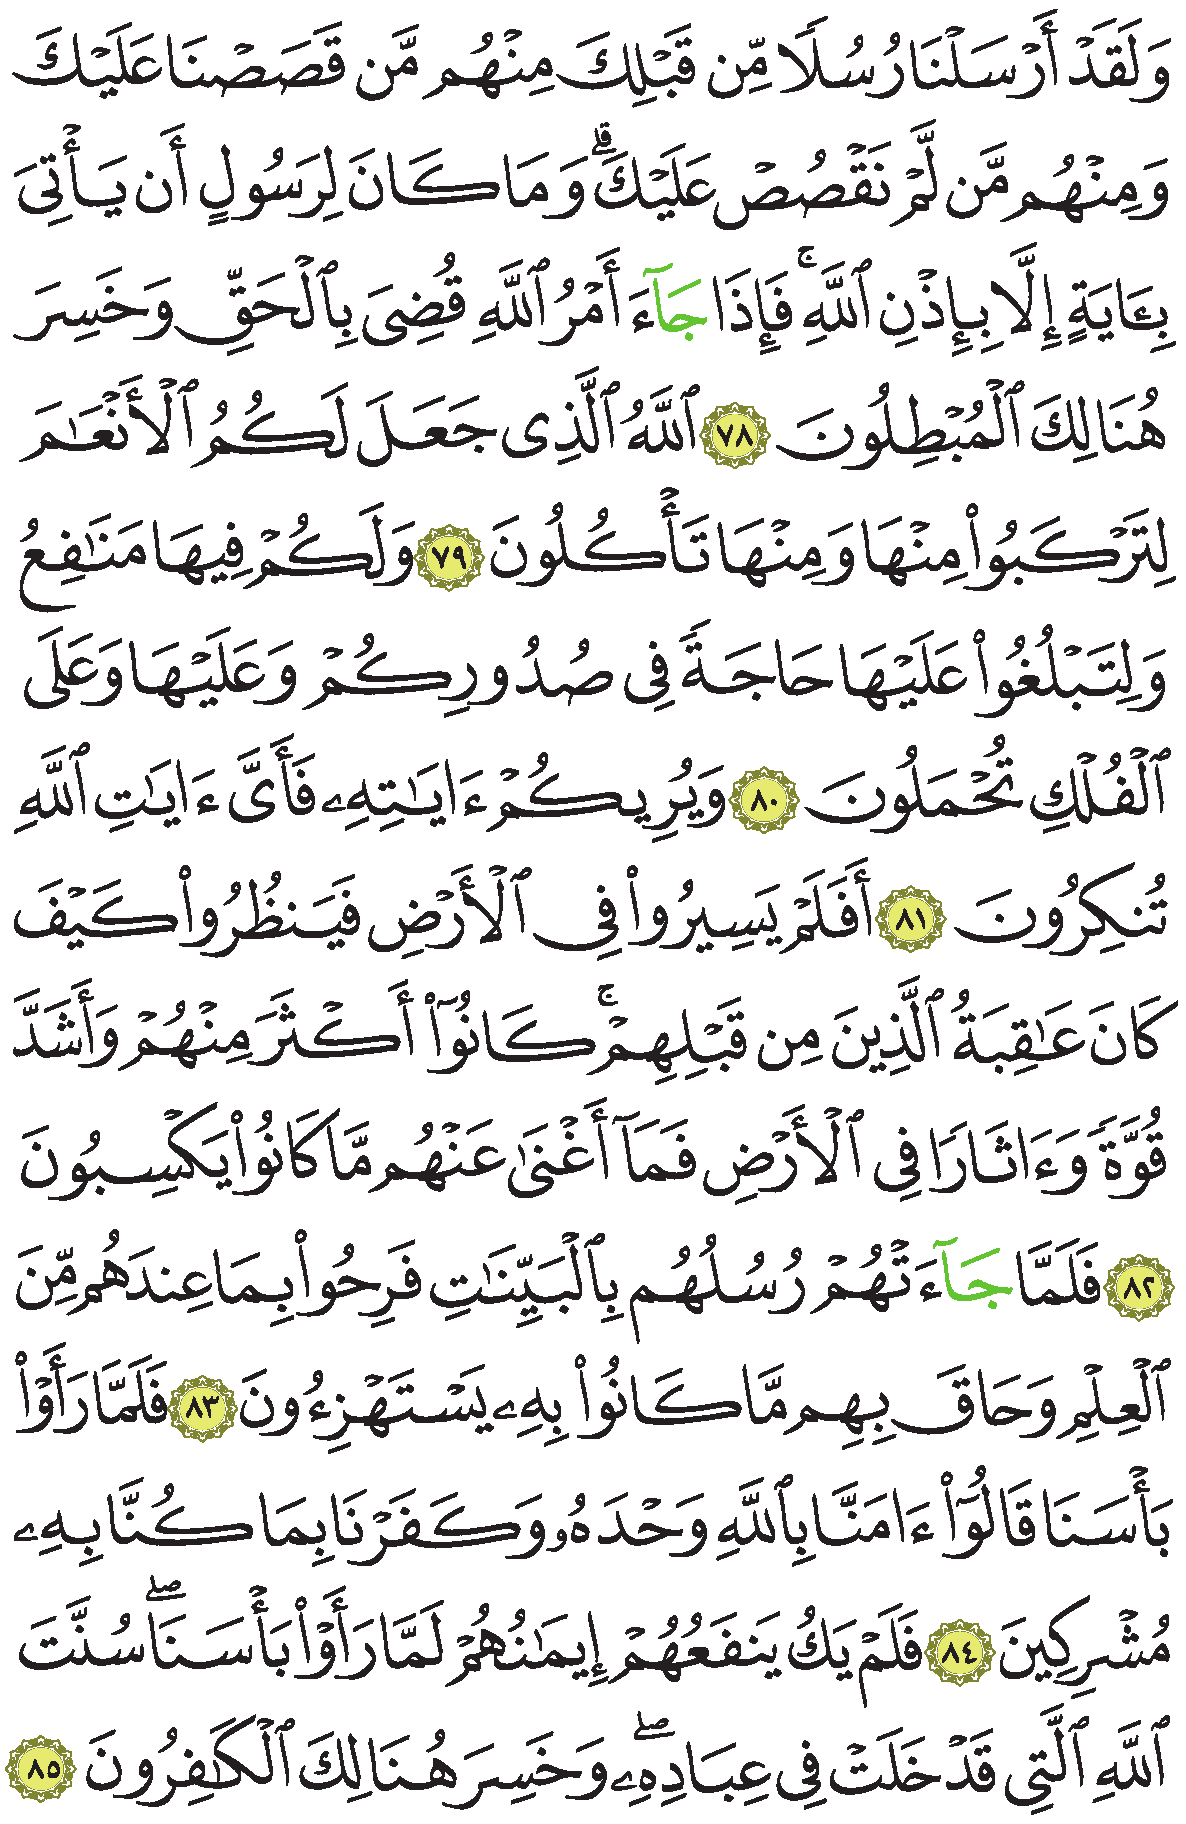 وَلَقَدۡ أَرۡسَلۡنَا رُسُلٗا مِّن قَبۡلِكَ مِنۡهُم مَّن قَصَصۡنَا عَلَيۡكَ
وَمِنۡهُم مَّن لَّمۡ نَقۡصُصۡ عَلَيۡكَۗ وَمَا كَانَ لِرَسُولٍ أَن يَأۡتِيَ
بِـَٔايَةٍ إِلَّا بِإِذۡنِ ٱللَّهِۚ فَإِذَا جَآءَ أَمۡرُ ٱللَّهِ قُضِيَ بِٱلۡحَقِّ وَخَسِرَ
هُنَالِكَ ٱلۡمُبۡطِلُونَ ٧٨ ٱللَّهُ ٱلَّذِي جَعَلَ لَكُمُ ٱلۡأَنۡعَٰمَ
لِتَرۡكَبُواْ مِنۡهَا وَمِنۡهَا تَأۡكُلُونَ ٧٩ وَلَكُمۡ فِيهَا مَنَٰفِعُ
وَلِتَبۡلُغُواْ عَلَيۡهَا حَاجَةٗ فِي صُدُورِكُمۡ وَعَلَيۡهَا وَعَلَى
ٱلۡفُلۡكِ تُحۡمَلُونَ ٨٠ وَيُرِيكُمۡ ءَايَٰتِهِۦ فَأَيَّ ءَايَٰتِ ٱللَّهِ
تُنكِرُونَ ٨١ أَفَلَمۡ يَسِيرُواْ فِي ٱلۡأَرۡضِ فَيَنظُرُواْ كَيۡفَ
كَانَ عَٰقِبَةُ ٱلَّذِينَ مِن قَبۡلِهِمۡۚ كَانُوٓاْ أَكۡثَرَ مِنۡهُمۡ وَأَشَدَّ
قُوَّةٗ وَءَاثَارٗا فِي ٱلۡأَرۡضِ فَمَآ أَغۡنَىٰ عَنۡهُم مَّا كَانُواْ يَكۡسِبُونَ
٨٢ فَلَمَّا جَآءَتۡهُمۡ رُسُلُهُم بِٱلۡبَيِّنَٰتِ فَرِحُواْ بِمَا عِندَهُم مِّنَ
ٱلۡعِلۡمِ وَحَاقَ بِهِم مَّا كَانُواْ بِهِۦ يَسۡتَهۡزِءُونَ ٨٣ فَلَمَّا رَأَوۡاْ
بَأۡسَنَا قَالُوٓاْ ءَامَنَّا بِٱللَّهِ وَحۡدَهُۥ وَكَفَرۡنَا بِمَا كُنَّا بِهِۦ
مُشۡرِكِينَ ٨٤ فَلَمۡ يَكُ يَنفَعُهُمۡ إِيمَٰنُهُمۡ لَمَّا رَأَوۡاْ بَأۡسَنَاۖ سُنَّتَ
ٱللَّهِ ٱلَّتِي قَدۡ خَلَتۡ فِي عِبَادِهِۦۖ وَخَسِرَ هُنَالِكَ ٱلۡكَٰفِرُونَ ٨٥